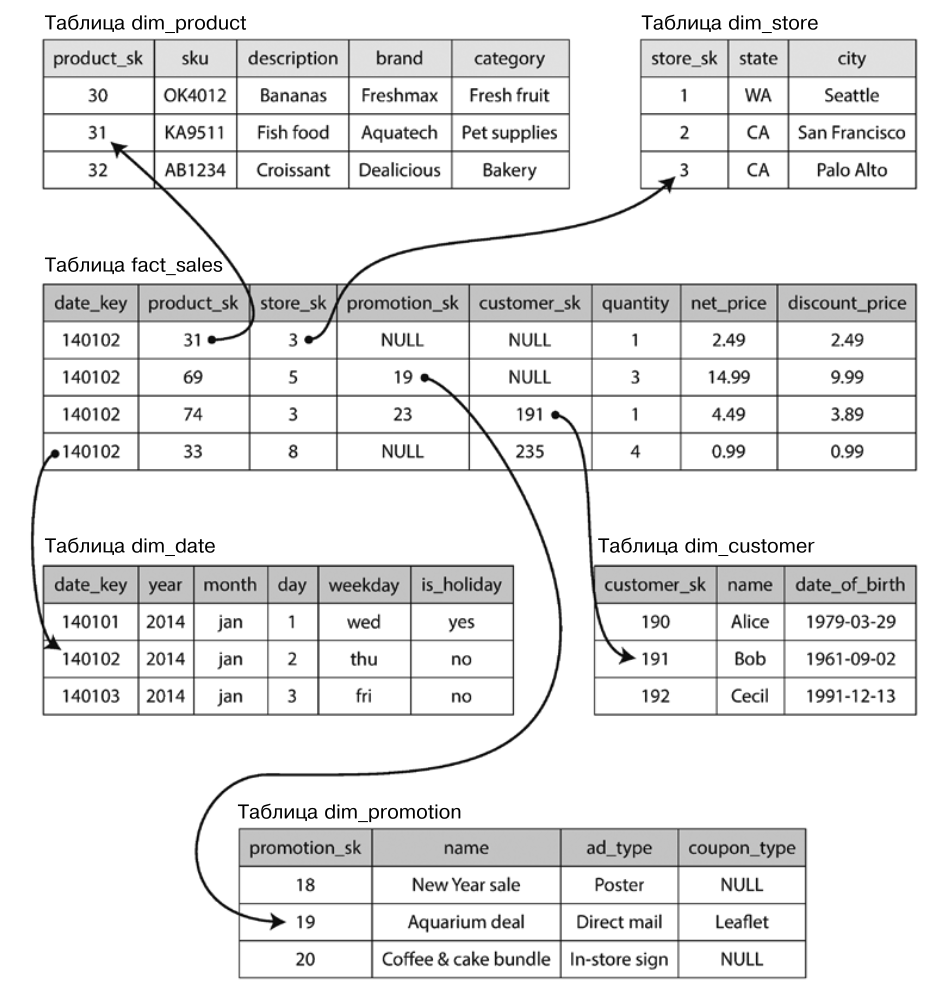 Таблица dim_product
product_sk sku description brand category
30 OK4012 Bananas Freshmax Fresh fruit
31 KA9511 Fish food Aquatech Pet supplies
32 AB1234 Croissant Dealicious Bakery
Таблица dim_store
store_sk state city
1 WA Seattle
2 CA San Francisco
3 CA Palo Alto
Таблица fact_sales
date_key product_sk store_sk promotion_sk customer_sk quantity net_price discount_price
140102 31 3 NULL NULL 1 2.49 2.49
140102 69 5 19 NULL 3 14.99 9.99
140102 74 3 23 191 1 4.49 3.89
140102 33 8 NULL 235 4 0.99 0.99
Таблица dim_date
date_key year month day weekday is_holiday
140101 2014 jan 1 wed yes
140102 2014 jan 2 thu no
140103 2014 jan 3 fri no
Таблица dim_customer
customer_sk name date_of_birth
190 Alice 1979-03-29
191 Bob 1961-09-02
192 Cecil 1991-12-13
Таблица dim_promotion
promotion_sk name ad_type coupon_type
18 New Year sale Poster NULL
19 Aquarium deal Direct mail Leaflet
20 Coffee & cake bundle In-store sign NULL